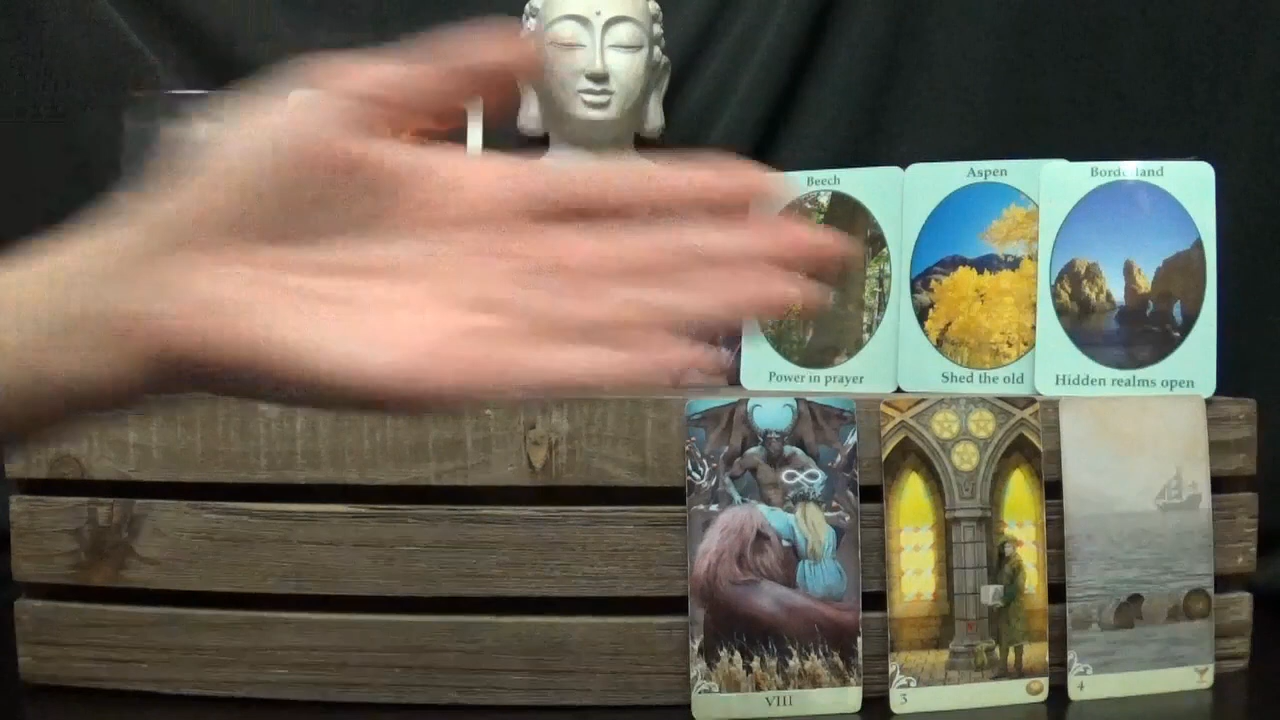 Beech
Power in prayer
Aspen
Shed the old
Borderland
Hidden realms open
VIII
3
4